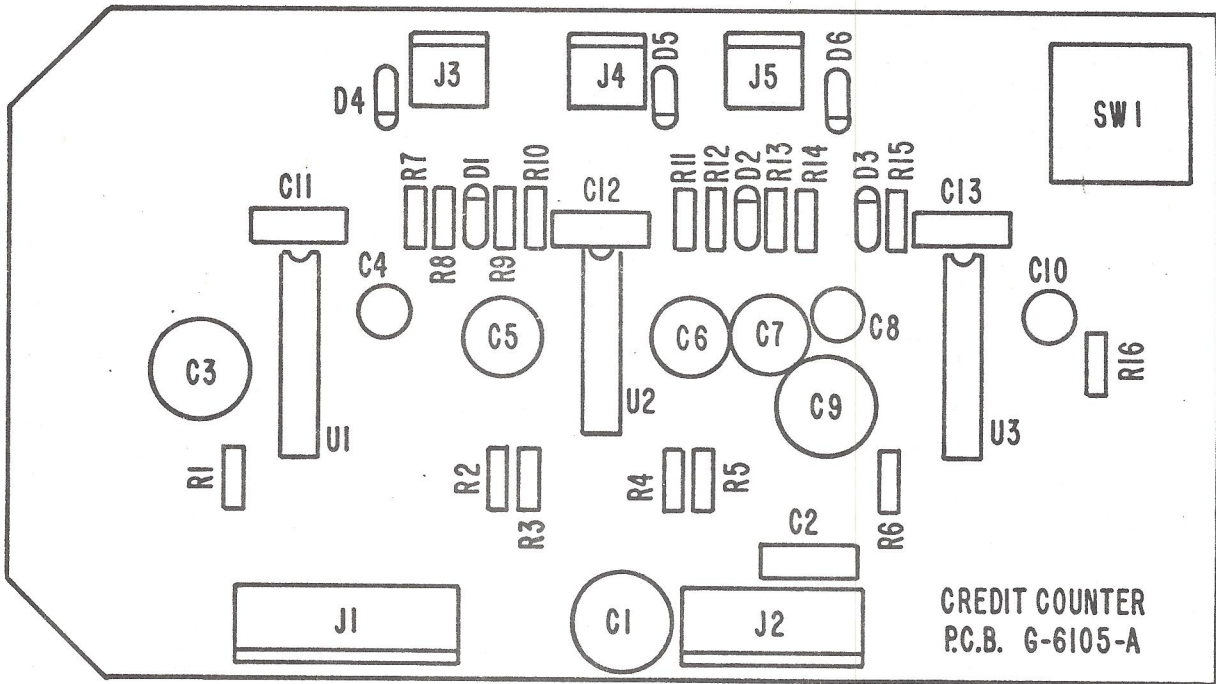 D4
J3
J4
D5
J5
D6
SW1
C11
R7
R8
D1
R9
R10
C12
R11
R12
D2
R13
R14
D3
R15
C13
C4
C5
C6
C7
C8
C10
C3
C9
R16
U1
U2
U3
R1
R2
R3
R4
R5
R6
C2
J1
C1
J2
CREDIT COUNTER
P.C.B. G-6105-A